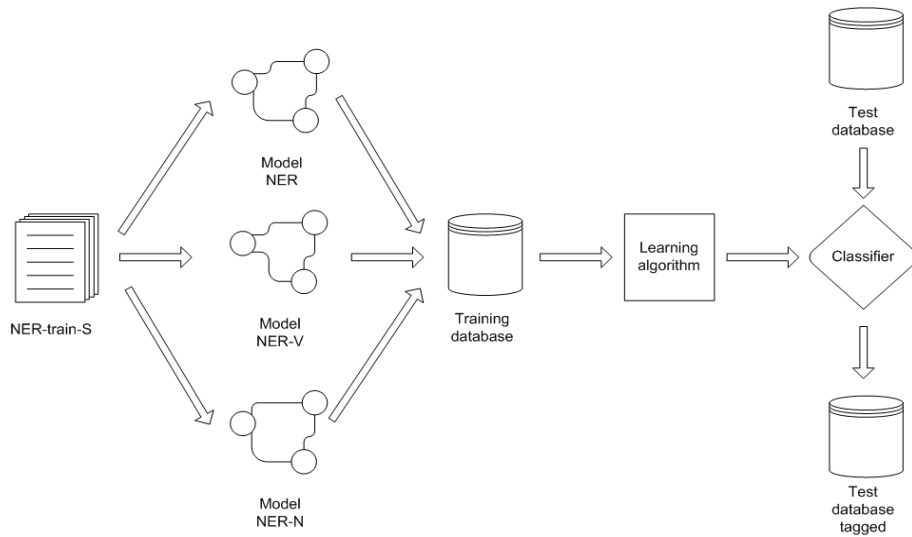 Test
database
Model
NER
NER-train-S
Model
NER-V
Training
database
Learning
algorithm
Classifier
Model
NER-N
Test
database
tagged